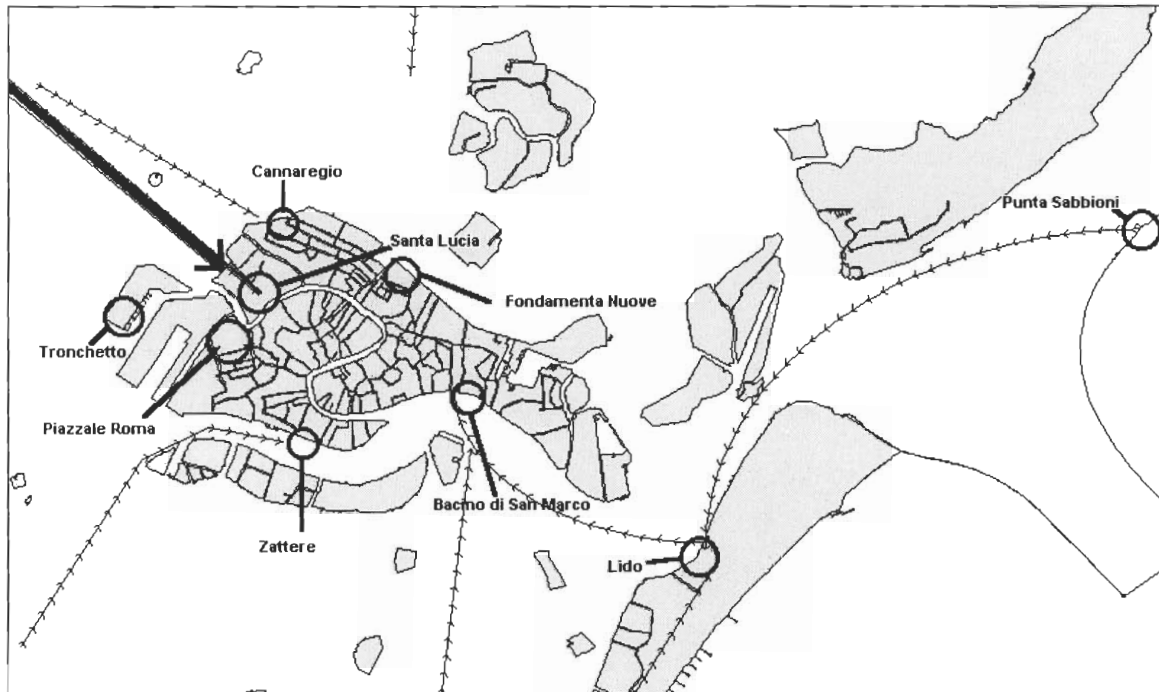 Cannaregio
Punta Sabbioni
Santa Lucia
Fondamenta Nuove
Tronchetto
Piazzale Roma
Bacino di San Marco
Zattere
Lido